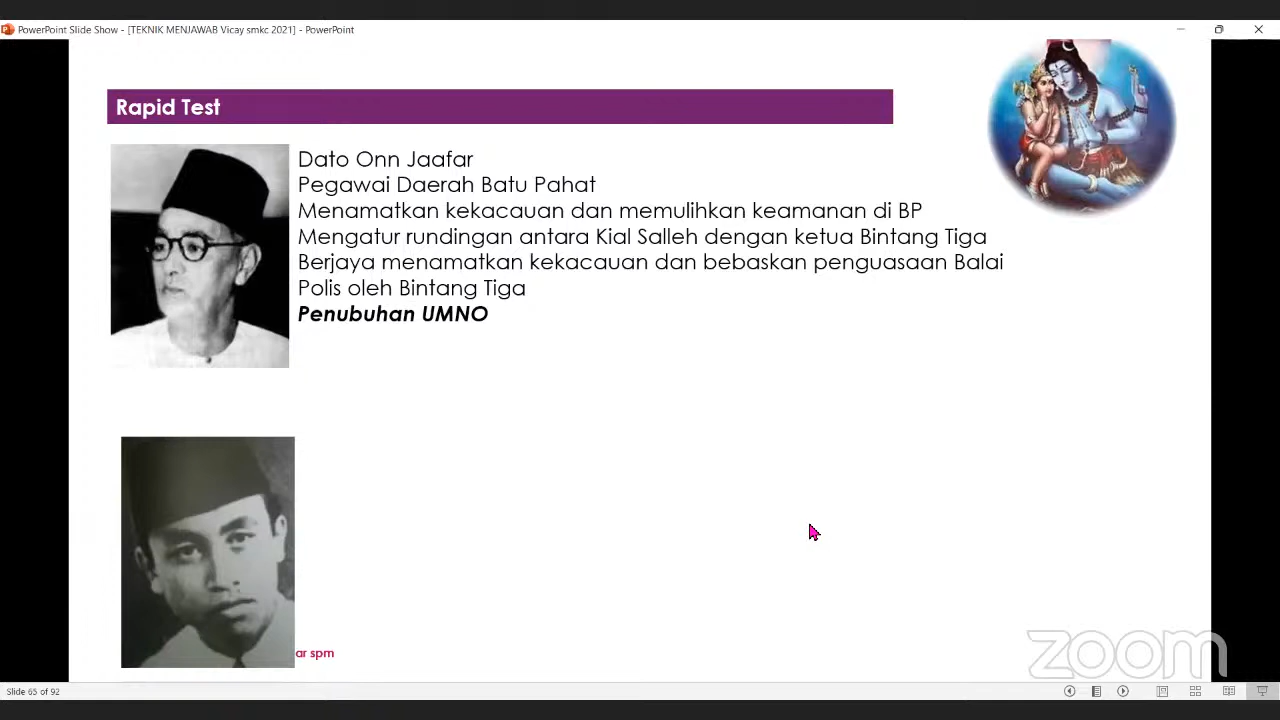 PowerPoint Slide Show - [TEKNIK MENJAWAB Vicay smkc 2021] - PowerPoint
Rapid Test
Dato Onn Jaafar
Pegawai Daerah Batu Pahat
Menamatkan kekacauan dan memulihkan keamanan di BP
Mengatur rundingan antara Kial Salleh dengan ketua Bintang Tiga
Berjaya menamatkan kekacauan dan bebaskan penguasaan Balai
Polis oleh Bintang Tiga
Penubuhan UMNO
ar spm
zoom
Slide 65 of 92